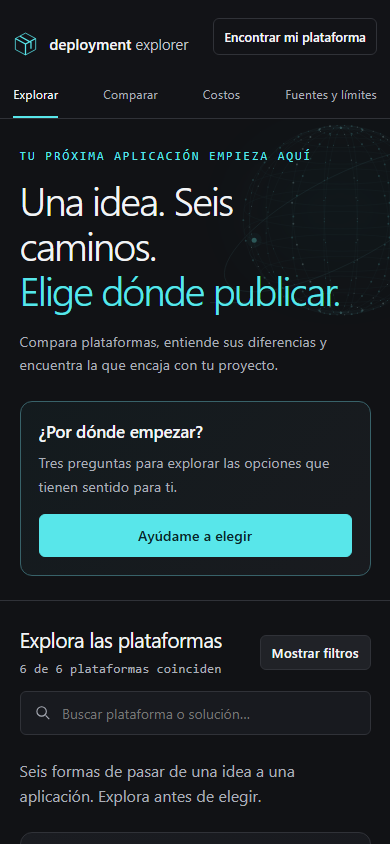 deployment explorer
Encontrar mi plataforma
Explorar
Comparar
Costos
Fuentes y límites
TU PRÓXIMA APLICACIÓN EMPIEZA AQUÍ
Una idea. Seis
caminos.
Elige dónde publicar.
Compara plataformas, entiende sus diferencias y
encuentra la que encaja con tu proyecto.
¿Por dónde empezar?
Tres preguntas para explorar las opciones que
tienen sentido para ti.
Ayúdame a elegir
Explora las plataformas
6 de 6 plataformas coinciden
Mostrar filtros
Buscar plataforma o solución...
Seis formas de pasar de una idea a una
aplicación. Explora antes de elegir.